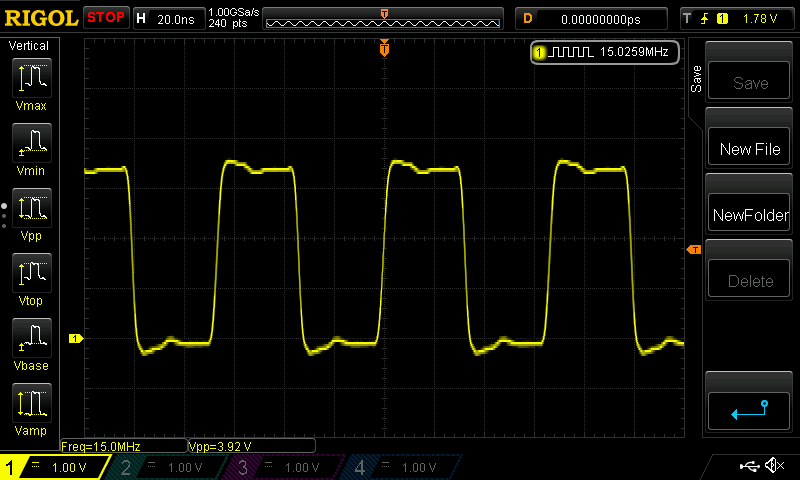 RIGOL STOP H 20.0ns 1.00GSa/s 240 pts T D 0.00000000ps T 1 1.78 V
Vertical
1 15.0259MHz
T
Save
Save
Vmax
New File
Vmin
NewFolder
Vpp
T
Delete
Vtop
1
Vbase
Vamp
Freq=15.0MHz Vpp=3.92 V
1 1.00 V 2 1.00 V 3 1.00 V 4 1.00 V